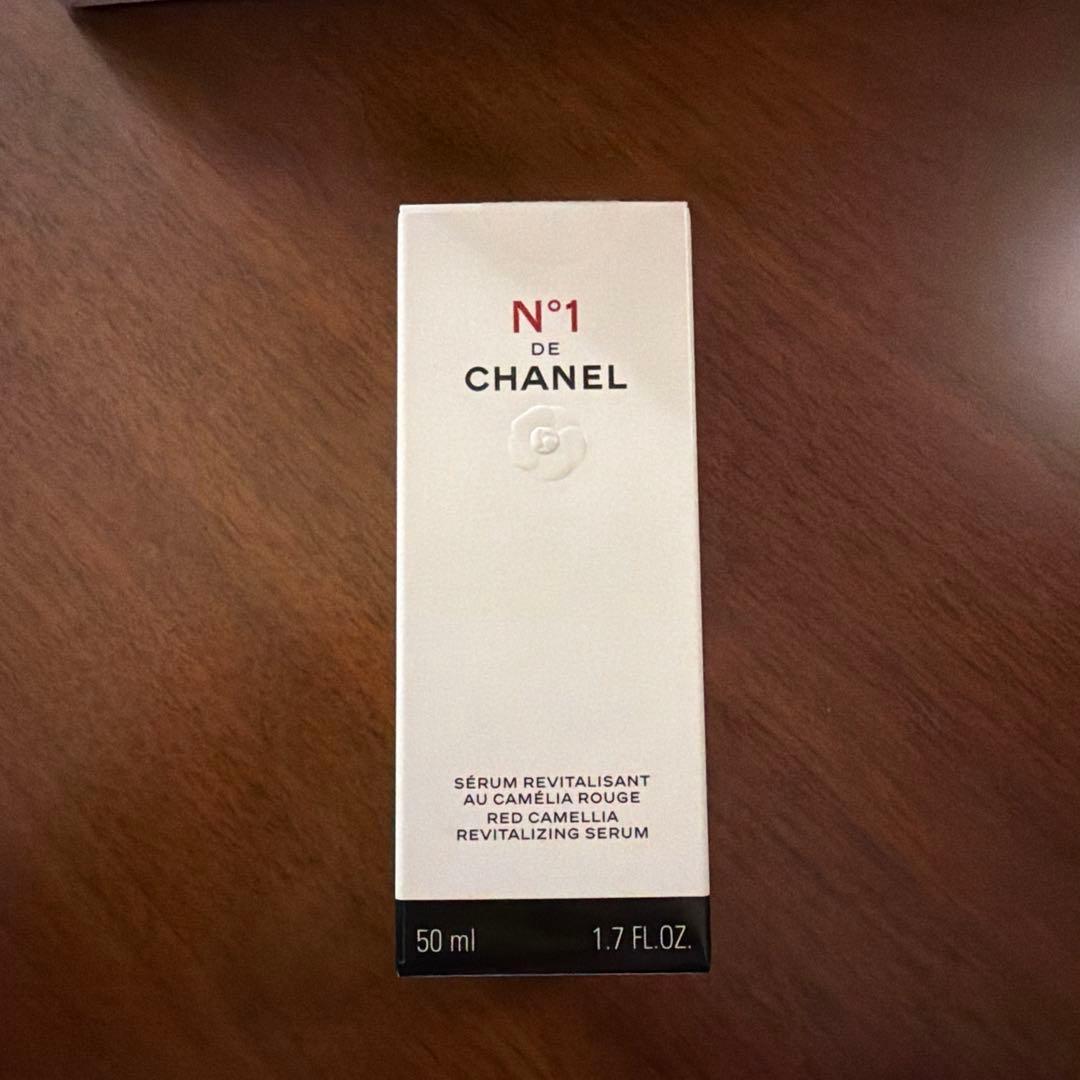 N°1
DE
CHANEL
SÉRUM REVITALISANT
AU CAMÉLIA ROUGE
RED CAMELLIA
REVITALIZING SERUM
50 ml 1.7 FL.OZ.